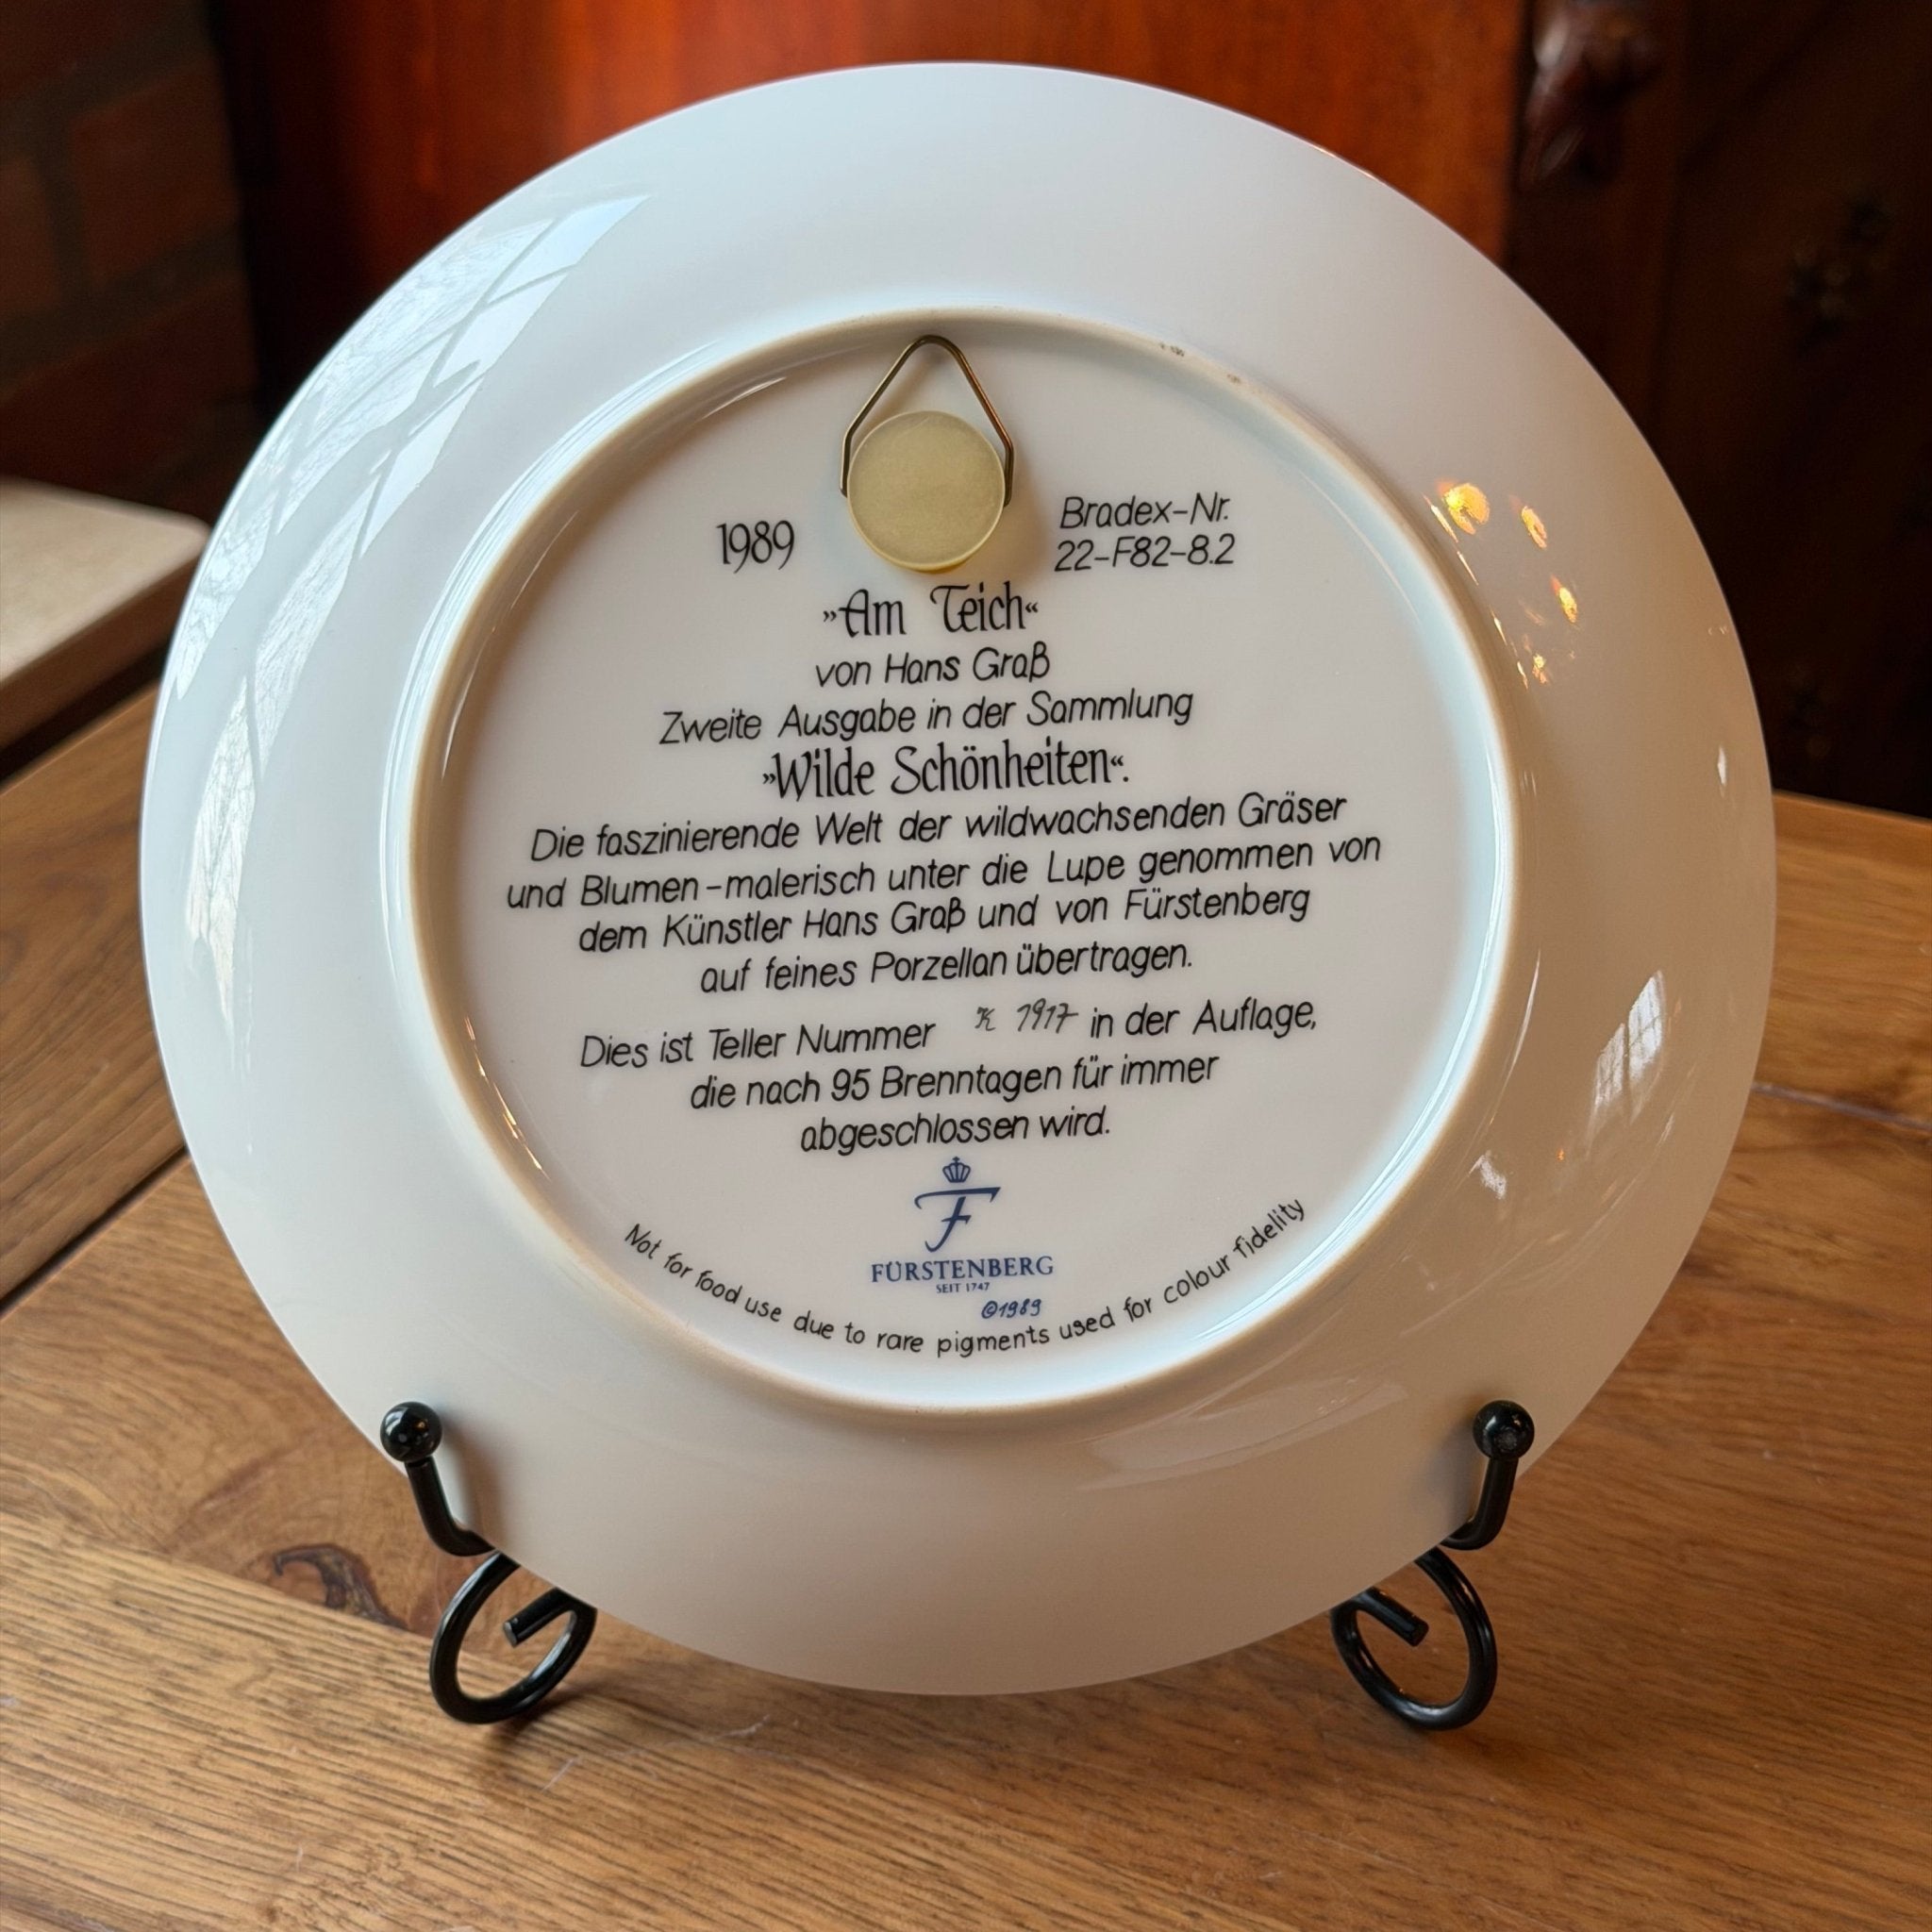 1989
Bradex-Nr.
22-F82-8.2
»Am Teich«
von Hans Graß
Zweite Ausgabe in der Sammlung
»Wilde Schönheiten«.
Die faszinierende Welt der wildwachsenden Gräser
und Blumen-malerisch unter die Lupe genommen von
dem Künstler Hans Graß und von Fürstenberg
auf feines Porzellan übertragen.
Dies ist Teller Nummer K 1917 in der Auflage,
die nach 95 Brenntagen für immer
abgeschlossen wird.
F
FÜRSTENBERG
SEIT 1747
©1989
Not for food use due to rare pigments used for colour fidelity